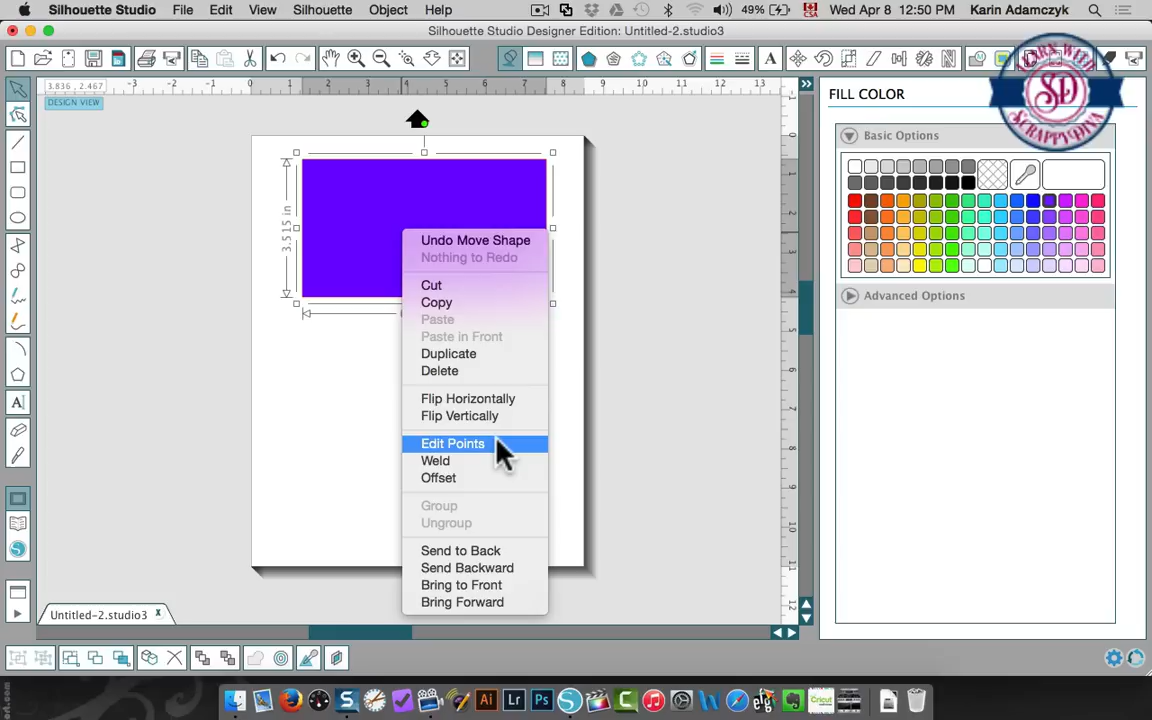 Silhouette Studio File Edit View Silhouette Object Help 49% Wed Apr 8 12:50 PM Karin Adamczyk
Silhouette Studio Designer Edition: Untitled-2.studio3
3.836 , 2.467
DESIGN VIEW
FILL COLOR
SD
Basic Options
Advanced Options
3.515 in
Undo Move Shape
Nothing to Redo
Cut
Copy
Paste
Paste in Front
Duplicate
Delete
Flip Horizontally
Flip Vertically
Edit Points
Weld
Offset
Group
Ungroup
Send to Back
Send Backward
Bring to Front
Bring Forward
Untitled-2.studio3 x